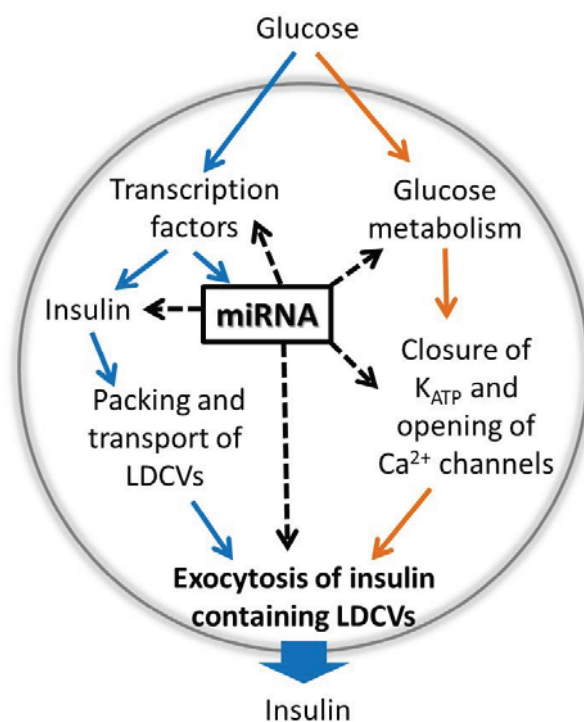 Glucose
Transcription
factors
Glucose
metabolism
Insulin
miRNA
Closure of
K_ATP and
opening of
Ca²⁺ channels
Packing and
transport of
LDCVs
Exocytosis of insulin
containing LDCVs
Insulin